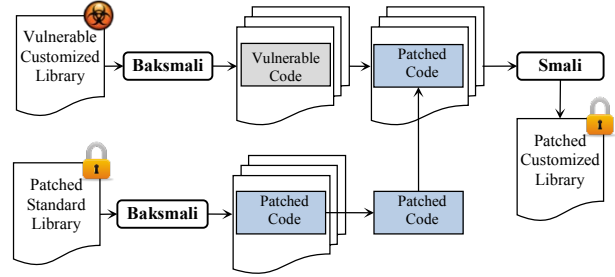 Vulnerable
Customized
Library
Baksmali
Vulnerable
Code
Patched
Code
Smali
Patched
Customized
Library
Patched
Standard
Library
Baksmali
Patched Code
Patched Code